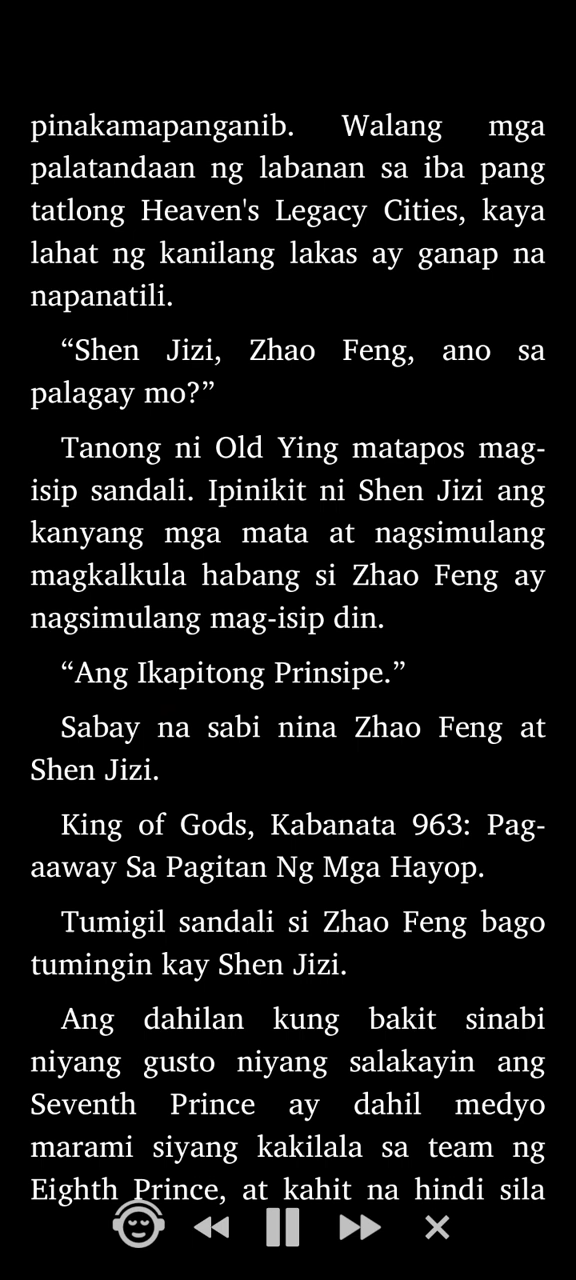 pinakamapanganib. Walang mga
palatandaan ng labanan sa iba pang
tatlong Heaven's Legacy Cities, kaya
lahat ng kanilang lakas ay ganap na
napanatili.
“Shen Jizi, Zhao Feng, ano sa
palagay mo?”
Tanong ni Old Ying matapos mag-
isip sandali. Ipinikit ni Shen Jizi ang
kanyang mga mata at nagsimulang
magkalkula habang si Zhao Feng ay
nagsimulang mag-isip din.
“Ang Ikapitong Prinsipe.”
Sabay na sabi nina Zhao Feng at
Shen Jizi.
King of Gods, Kabanata 963: Pag-
aaway Sa Pagitan Ng Mga Hayop.
Tumigil sandali si Zhao Feng bago
tumingin kay Shen Jizi.
Ang dahilan kung bakit sinabi
niyang gusto niyang salakayin ang
Seventh Prince ay dahil medyo
marami siyang kakilala sa team ng
Eighth Prince, at kahit na hindi sila